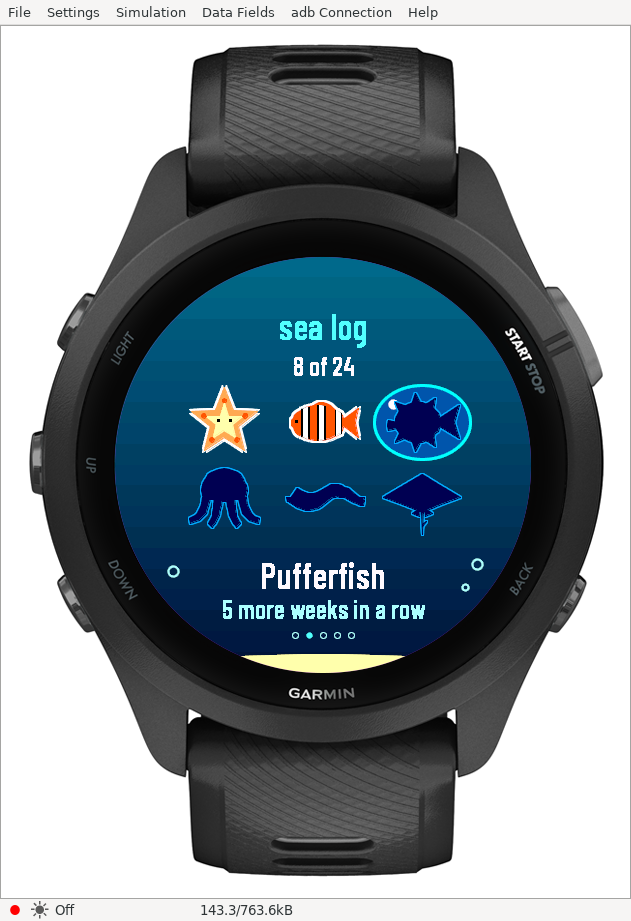 File Settings Simulation Data Fields adb Connection Help
sea log
START STOP
LIGHT
8 of 24
UP
DOWN
BACK
Pufferfish
5 more weeks in a row
GARMIN
Off 143.3/763.6kB